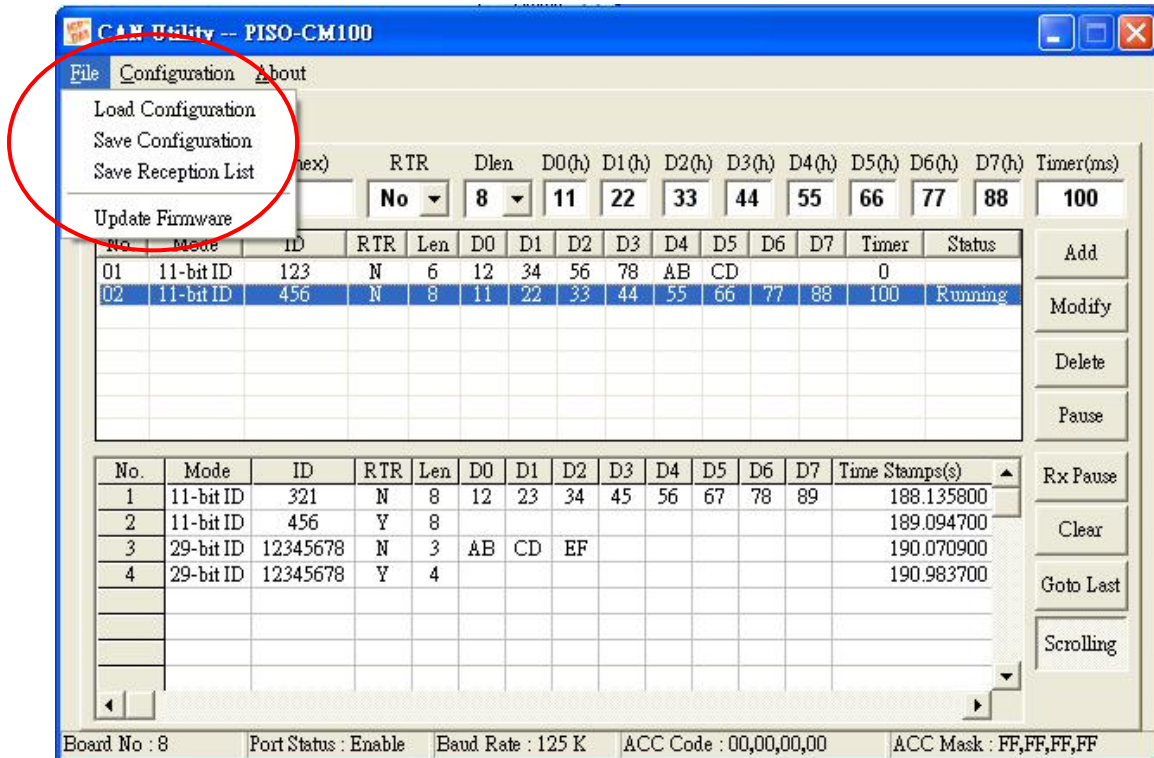 CAN Utility -- PISO-CM100
File Configuration About
Load Configuration
Save Configuration
Save Reception List
Update Firmware
hex) RTR Dlen D0(h) D1(h) D2(h) D3(h) D4(h) D5(h) D6(h) D7(h) Timer(ms)
No 8 11 22 33 44 55 66 77 88 100
No. Mode ID RTR Len D0 D1 D2 D3 D4 D5 D6 D7 Timer Status
01 11-bit ID 123 N 6 12 34 56 78 AB CD 0
02 11-bit ID 456 N 8 11 22 33 44 55 66 77 88 100 Running
Add
Modify
Delete
Pause
No. Mode ID RTR Len D0 D1 D2 D3 D4 D5 D6 D7 Time Stamps(s)
1 11-bit ID 321 N 8 12 23 34 45 56 67 78 89 188.135800
2 11-bit ID 456 Y 8 189.094700
3 29-bit ID 12345678 N 3 AB CD EF 190.070900
4 29-bit ID 12345678 Y 4 190.983700
Rx Pause
Clear
Goto Last
Scrolling
Board No : 8 Port Status : Enable Baud Rate : 125 K ACC Code : 00,00,00,00 ACC Mask : FF,FF,FF,FF